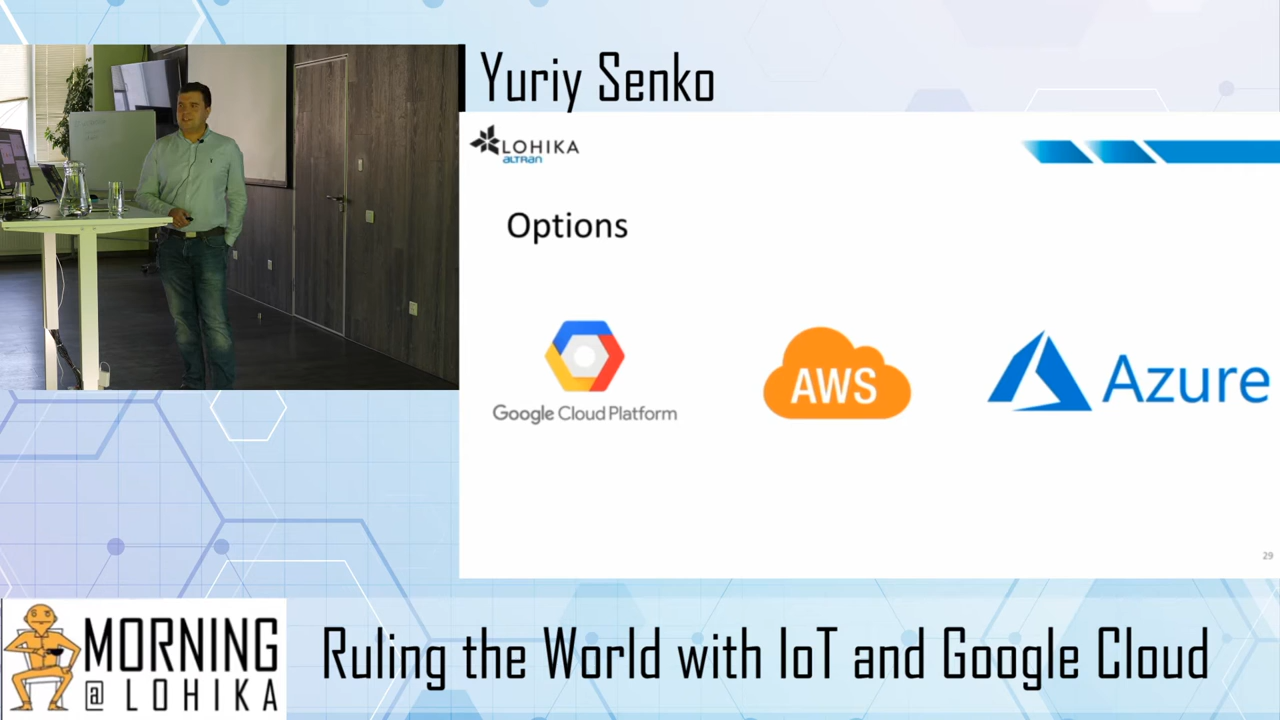 Yuriy Senko
LOHIKA
altran
Options
Google Cloud Platform
AWS
Azure
29
MORNING
@ LOHIKA
Ruling the World with IoT and Google Cloud